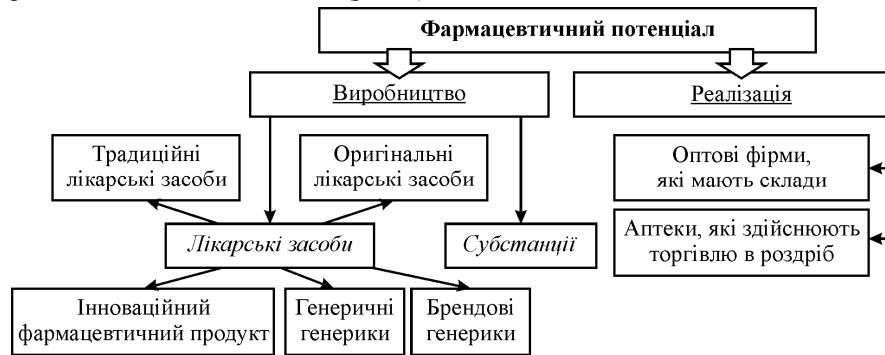 Фармацевтичний потенціал
Виробництво
Реалізація
Традиційні
лікарські засоби
Оригінальні
лікарські засоби
Оптові фірми,
які мають склади
Лікарські засоби
Субстанції
Аптеки, які здійснюють
торгівлю в роздріб
Інноваційний
фармацевтичний продукт
Генеричні
генерики
Брендові
генерики